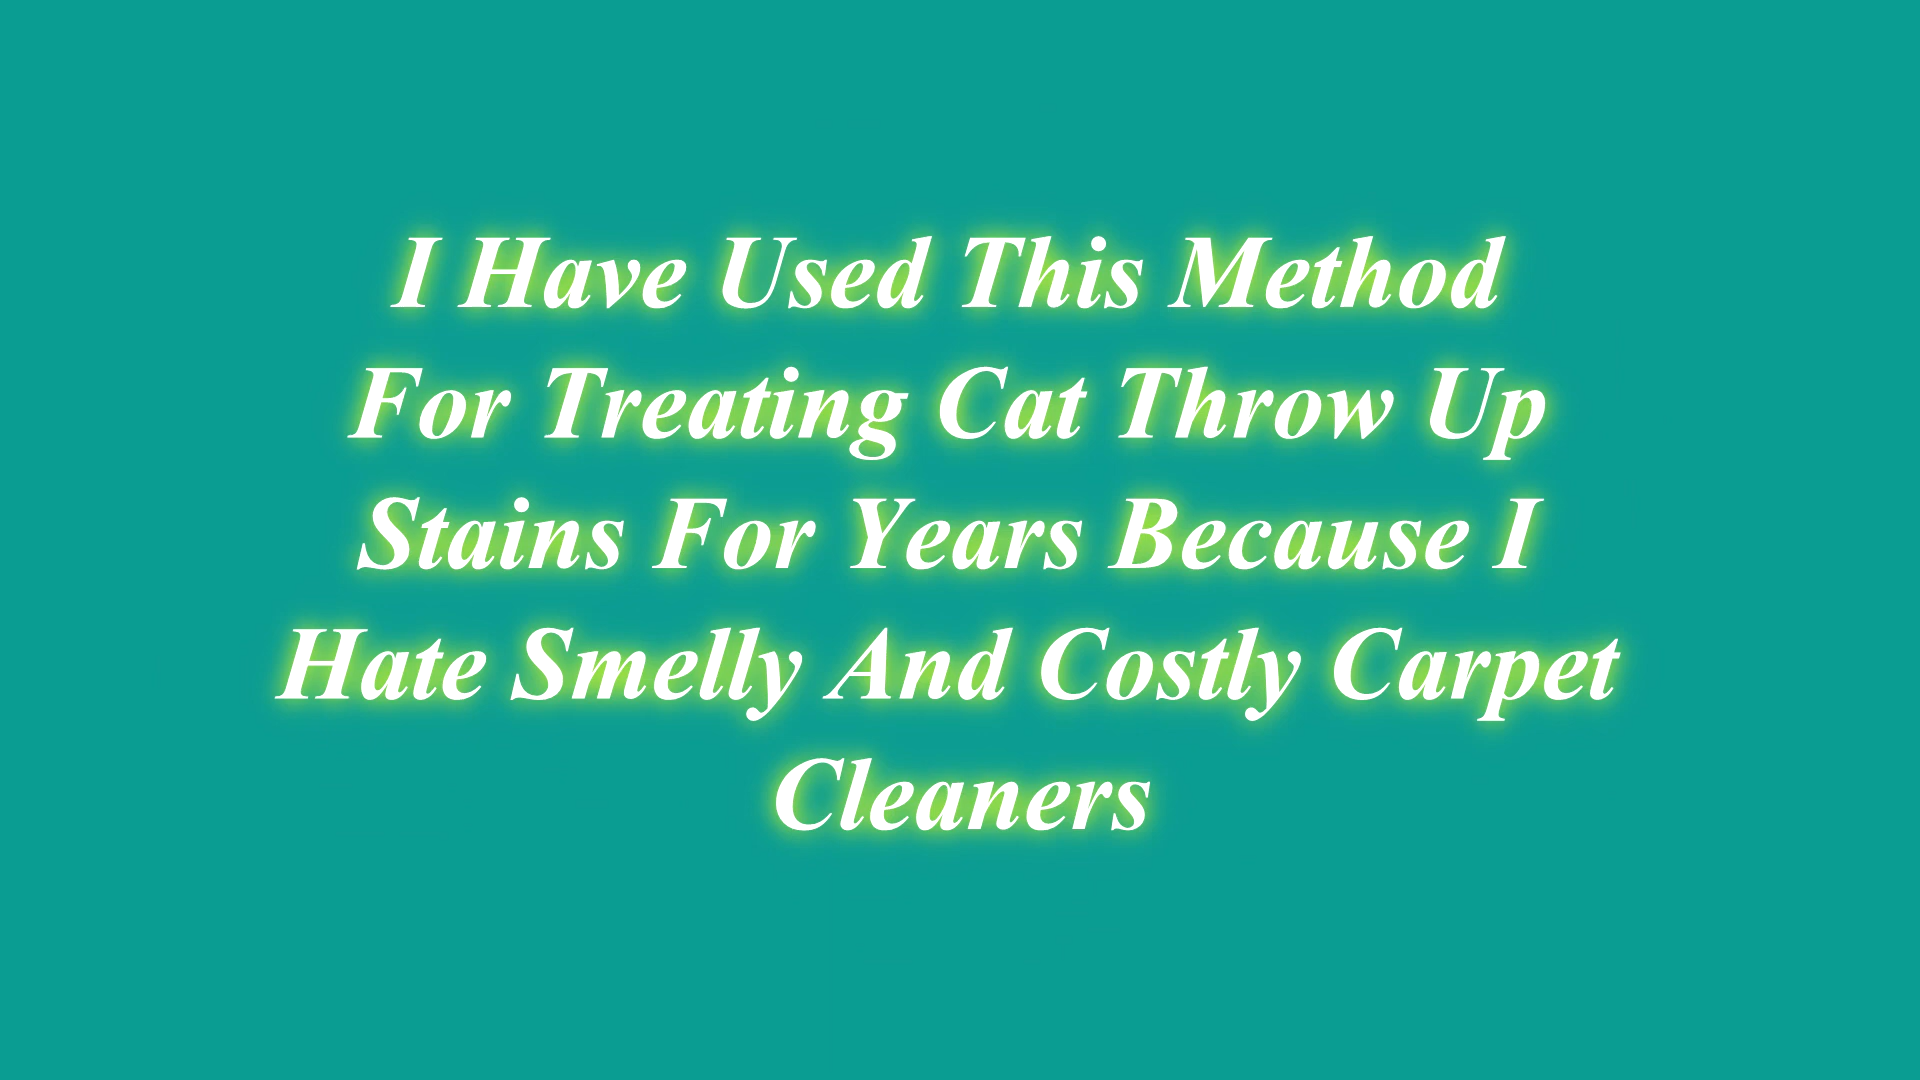 I Have Used This Method
For Treating Cat Throw Up
Stains For Years Because I
Hate Smelly And Costly Carpet
Cleaners